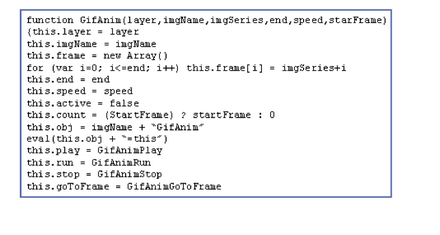 function GifAnim(layer,imgName,imgSeries,end,speed,starFrame)
{this.layer = layer
this.imgName = imgName
this.frame = new Array()
for (var i=0; i<=end; i++) this.frame[i] = imgSeries+i
this.end = end
this.speed = speed
this.active = false
this.count = (StartFrame) ? startFrame : 0
this.obj = imgName + “GifAnim”
eval(this.obj + “=this”)
this.play = GifAnimPlay
this.run = GifAnimRun
this.stop = GifAnimStop
this.goToFrame = GifAnimGoToFrame